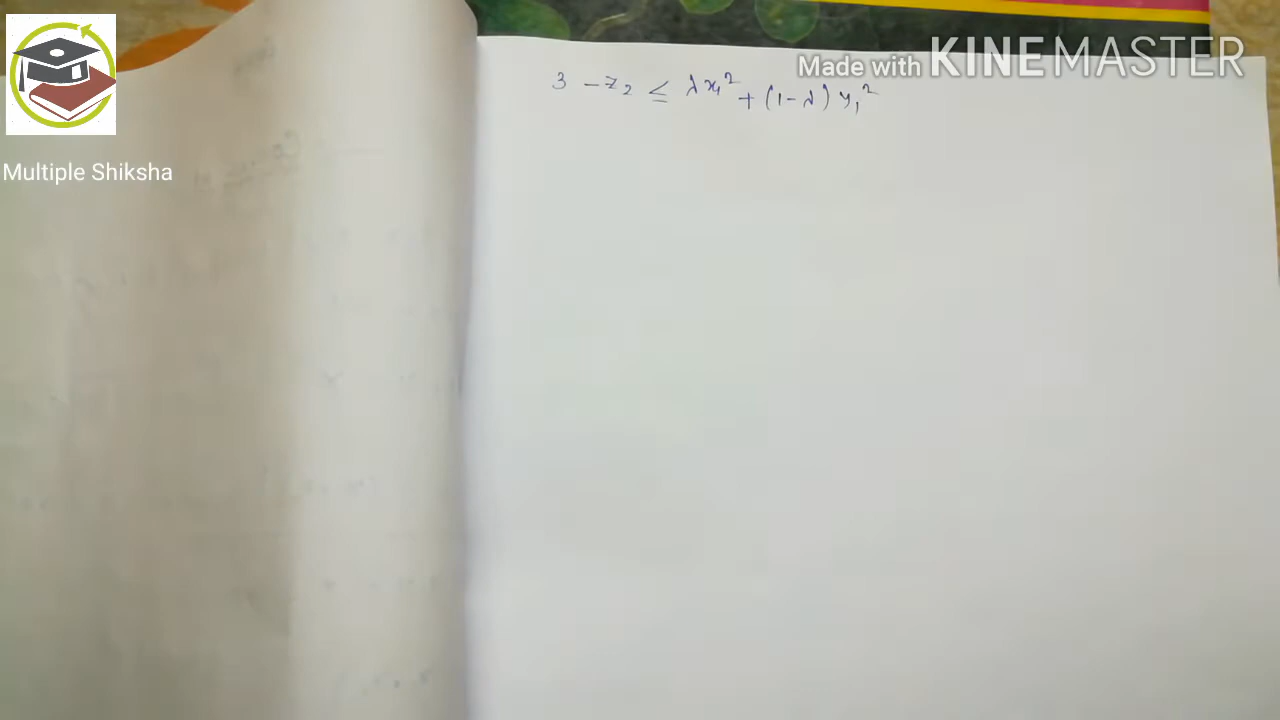 Made with KINEMASTER
3 - z₂ ≤ λx₁² + (1-λ) y₁²
Multiple Shiksha